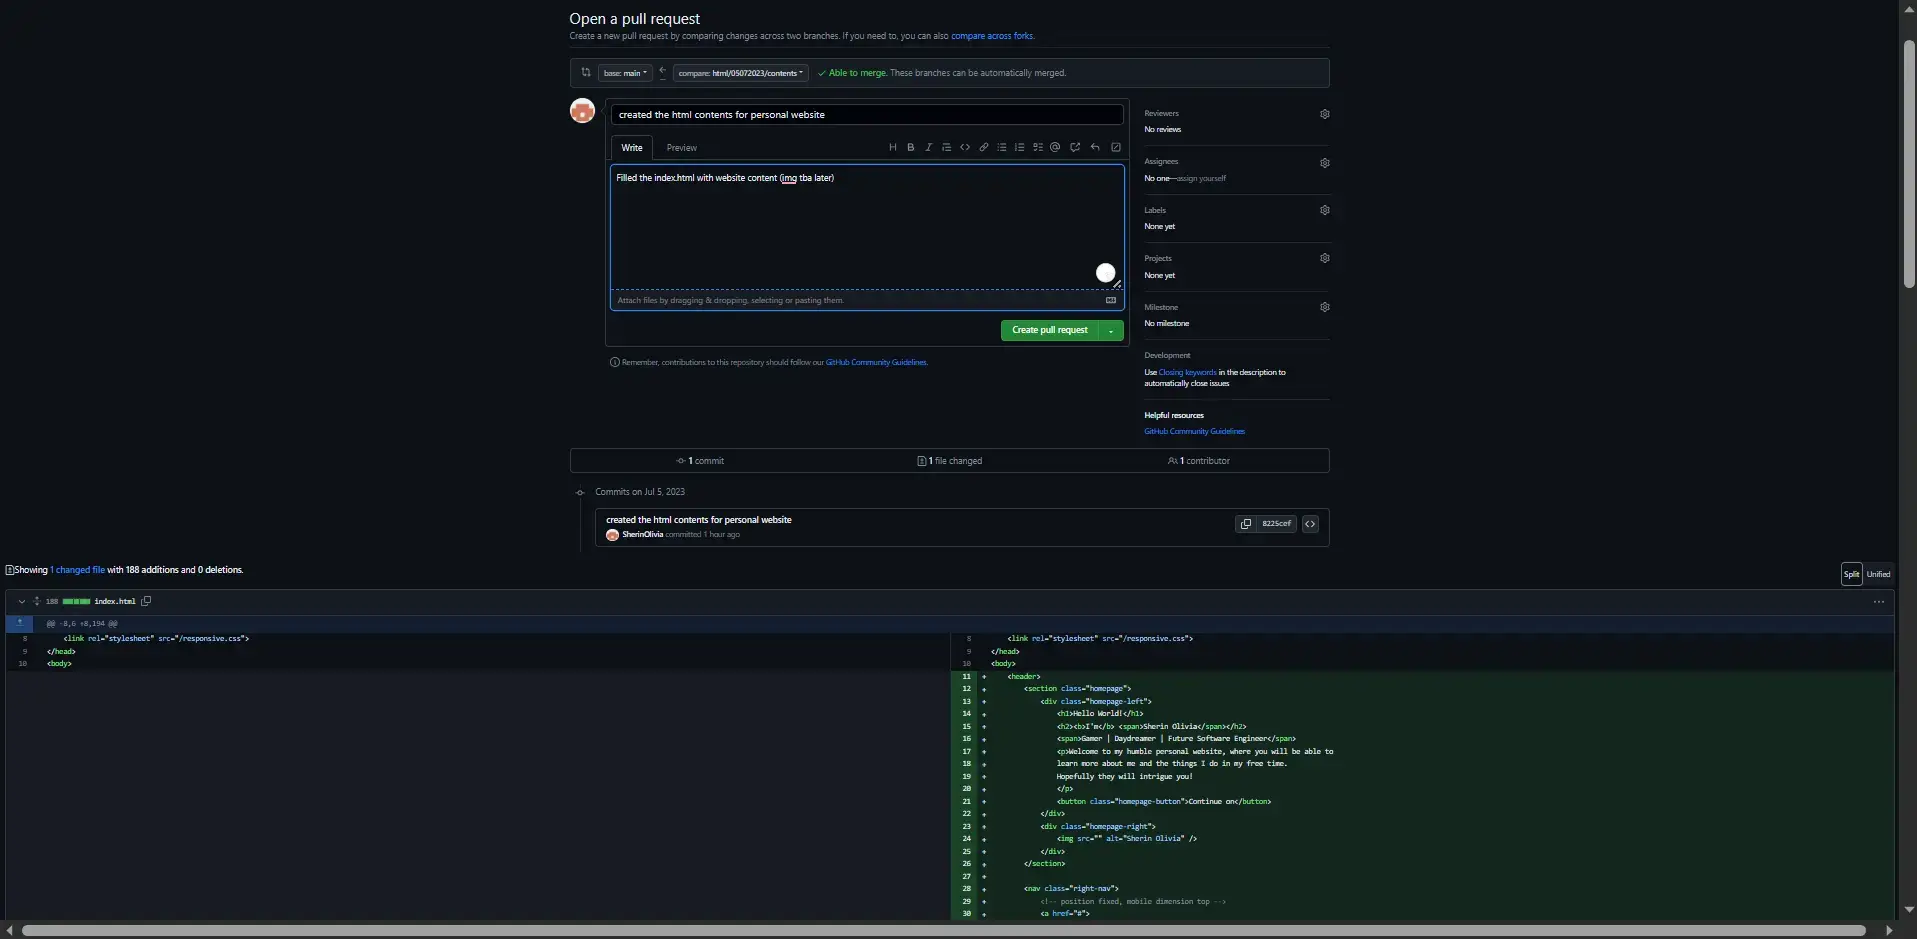 Open a pull request
Create a new pull request by comparing changes across two branches. If you need to, you can also compare across forks.
base: main
compare: html/05072023/contents
Able to merge. These branches can be automatically merged.
created the html contents for personal website
Write Preview
Filled the index.html with website content (img tba later)
Attach files by dragging & dropping, selecting or pasting them.
Create pull request
Remember, contributions to this repository should follow our GitHub Community Guidelines.
Reviewers
No reviews
Assignees
No one—assign yourself
Labels
None yet
Projects
None yet
Milestone
No milestone
Development
Use Closing keywords in the description to
automatically close issues
Helpful resources
GitHub Community Guidelines
1 commit
1 file changed
1 contributor
Commits on Jul 5, 2023
created the html contents for personal website
SherinOlivia committed 1 hour ago
8225cef
Showing 1 changed file with 188 additions and 0 deletions.
Split Unified
188 index.html
@@ -8,6 +8,194 @@
8 <link rel="stylesheet" src="/responsive.css">
9 </head>
10 <body>
8 <link rel="stylesheet" src="/responsive.css">
9 </head>
10 <body>
11 + <header>
12 + <section class="homepage">
13 + <div class="homepage-left">
14 + <h1>Hello World!</h1>
15 + <h2><b>I'm</b> <span>Sherin Olivia</span></h2>
16 + <span>Gamer | Daydreamer | Future Software Engineer</span>
17 + <p>Welcome to my humble personal website, where you will be able to
18 + learn more about me and the things I do in my free time.
19 + Hopefully they will intrigue you!
20 + </p>
21 + <button class="homepage-button">Continue on</button>
22 + </div>
23 + <div class="homepage-right">
24 + <img src="" alt="Sherin Olivia" />
25 + </div>
26 + </section>
27 +
28 + <nav class="right-nav">
29 + <!-- position fixed, mobile dimension top -->
30 + <a href="#">